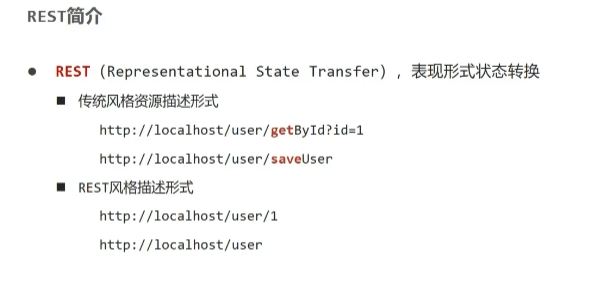 REST简介
REST（Representational State Transfer），表现形式状态转换
传统风格资源描述形式
http://localhost/user/getById?id=1
http://localhost/user/saveUser
REST风格描述形式
http://localhost/user/1
http://localhost/user